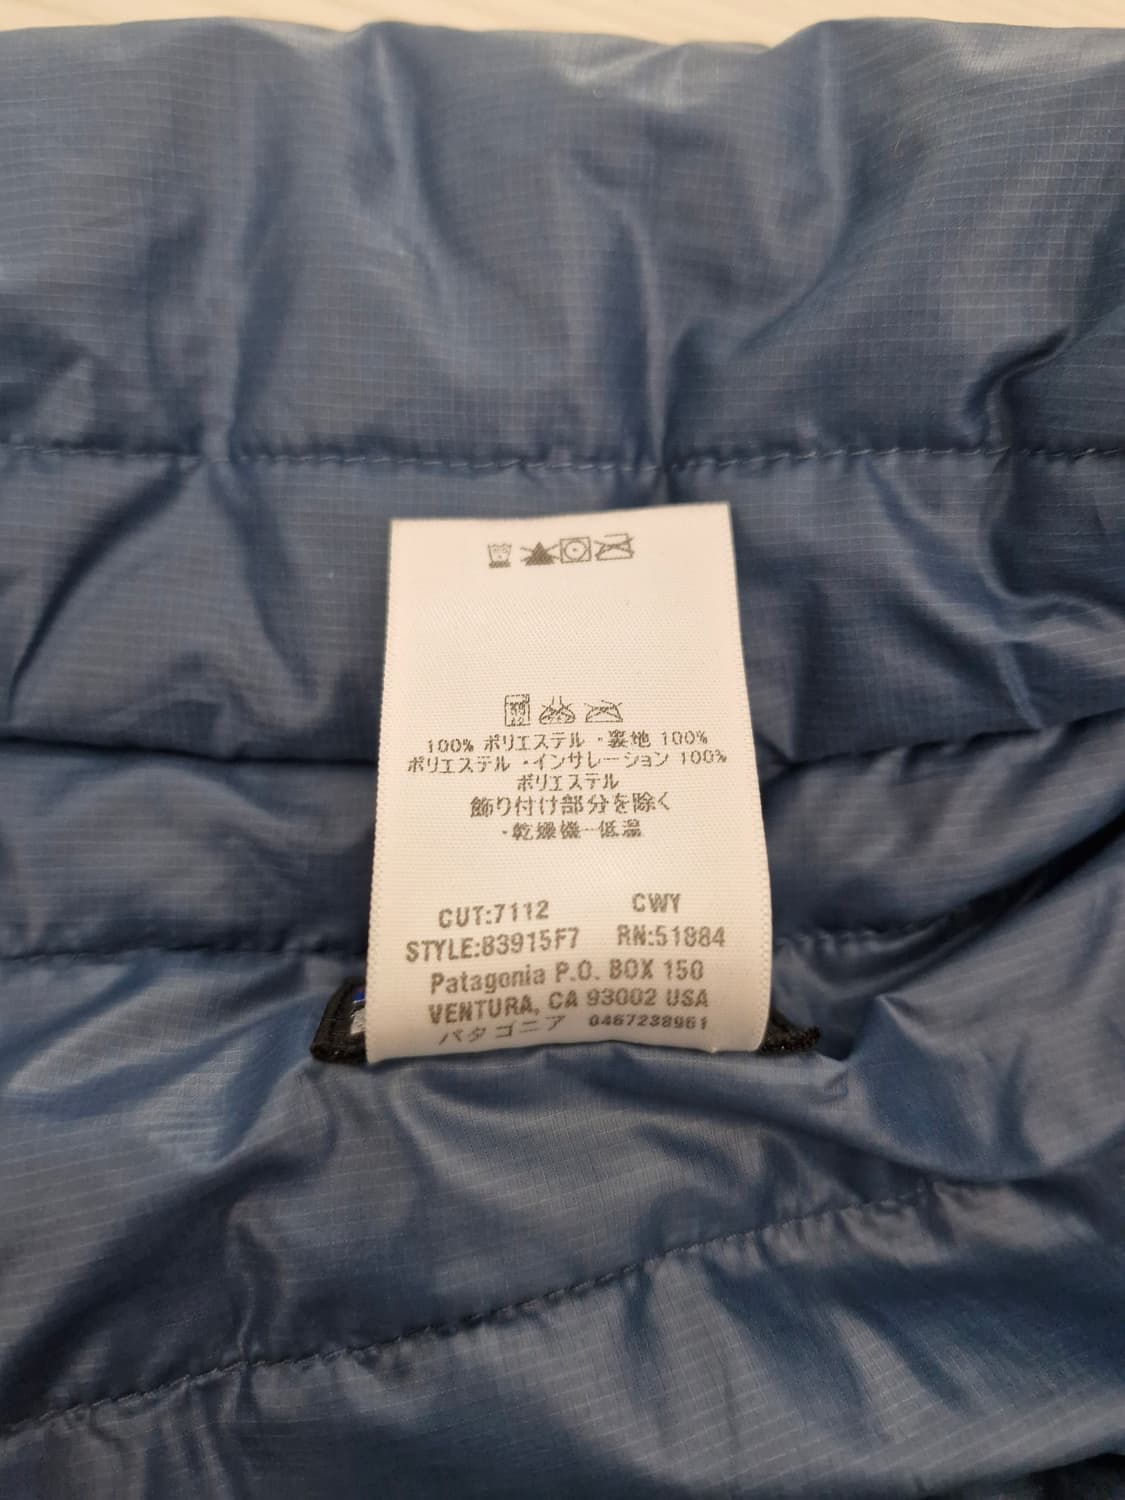 100% ポリエステル ・裏地 100%
ポリエステル ・インサレーション 100%
ポリエステル
飾り付け部分を除く
・乾燥機ー低温
CUT:7112 CWY
STYLE:83915F7 RN:51884
Patagonia P.O. BOX 150
VENTURA, CA 93002 USA
パタゴニア 0467238961